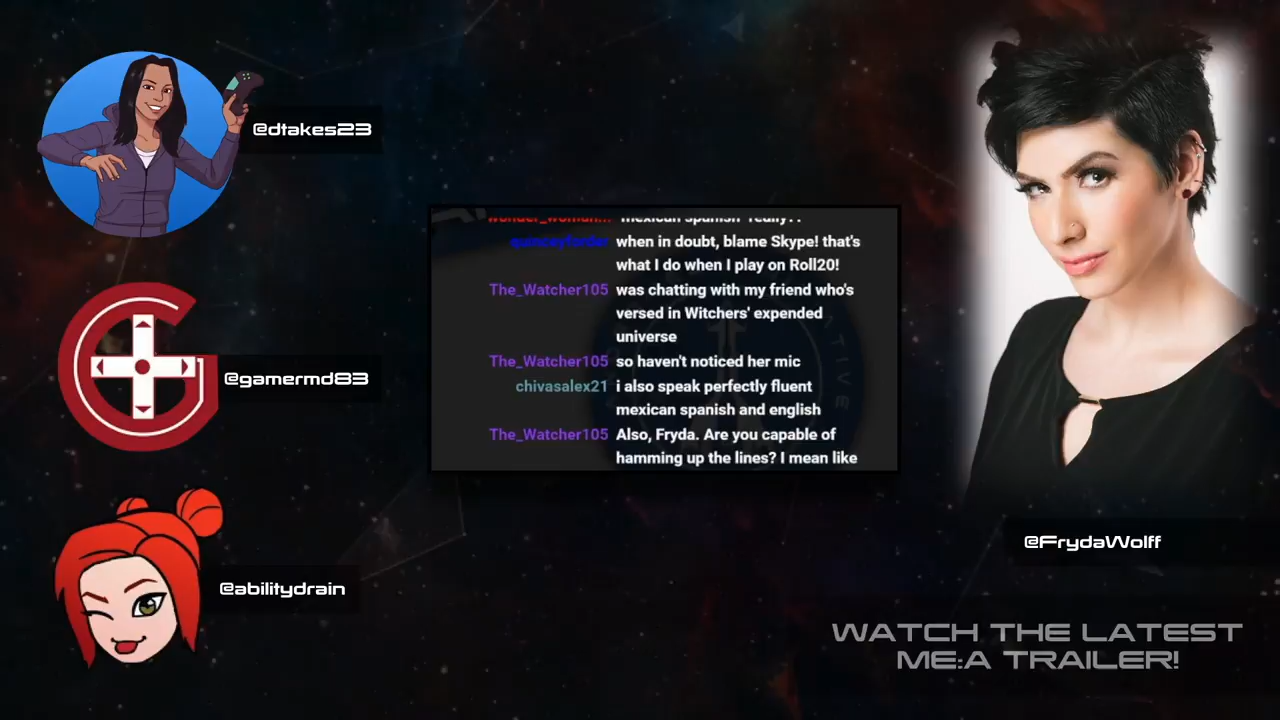 @dtakes23
@gamermd83
@abilitydrain
mexican spanish really??
when in doubt, blame Skype! that's
what I do when I play on Roll20!
The_Watcher105 was chatting with my friend who's
versed in Witchers' expended
universe
The_Watcher105 so haven't noticed her mic
chivasalex21 i also speak perfectly fluent
mexican spanish and english
The_Watcher105 Also, Fryda. Are you capable of
hamming up the lines? I mean like
@FrydaWolff
WATCH THE LATEST
ME:A TRAILER!